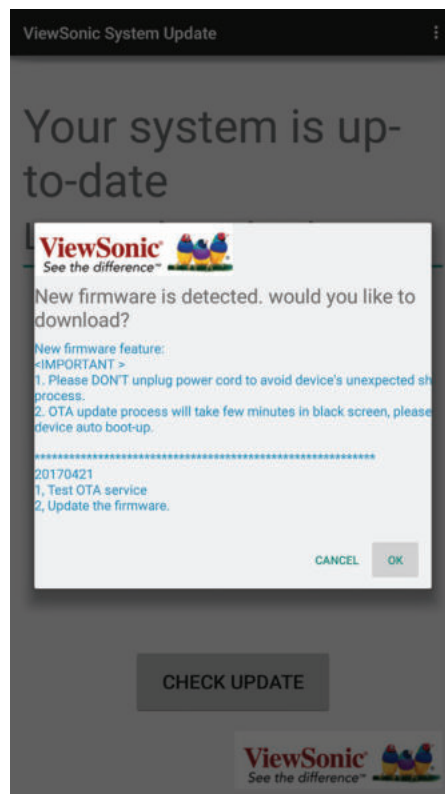 ViewSonic System Update
Your system is up-
to-date
L
ViewSonic®
See the difference™
New firmware is detected. would you like to
download?
New firmware feature:
<IMPORTANT >
1. Please DON'T unplug power cord to avoid device's unexpected sh
process.
2. OTA update process will take few minutes in black screen, please
device auto boot-up.
**************************************************************
20170421
1, Test OTA service
2, Update the firmware.
CANCEL OK
CHECK UPDATE
ViewSonic®
See the difference™